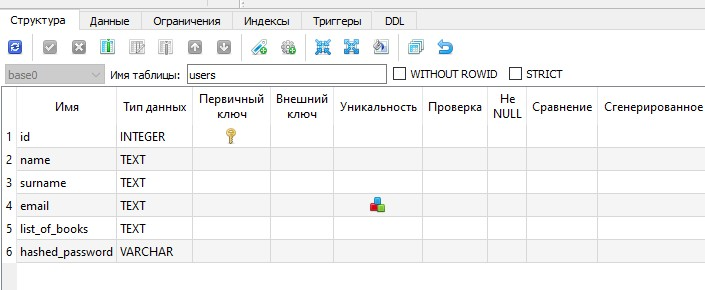 Структура Данные Ограничения Индексы Триггеры DDL
base0 Имя таблицы: users WITHOUT ROWID STRICT
Имя Тип данных Первичный ключ Внешний ключ Уникальность Проверка Не NULL Сравнение Сгенерированное
1 id INTEGER
2 name TEXT
3 surname TEXT
4 email TEXT
5 list_of_books TEXT
6 hashed_password VARCHAR